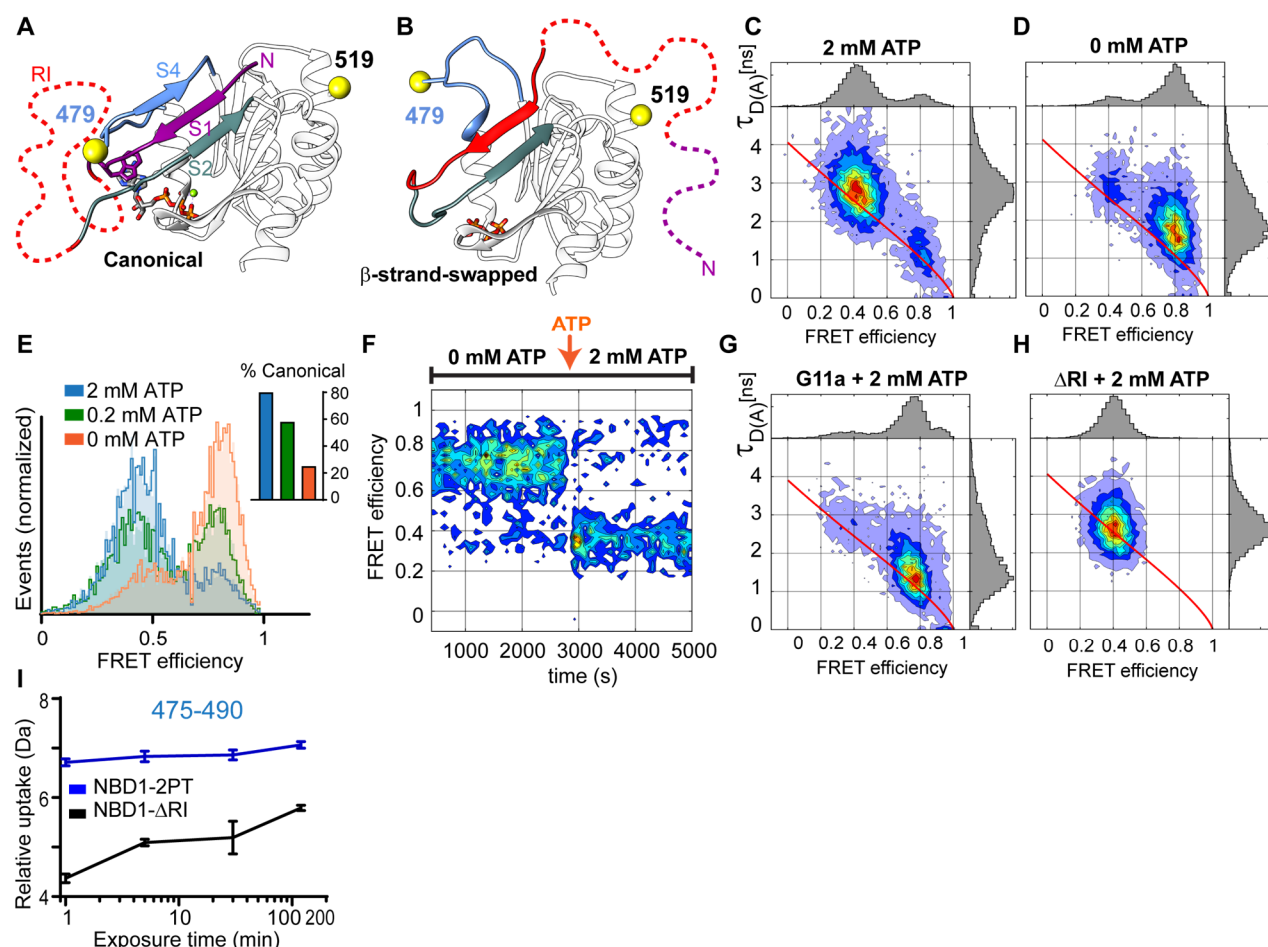 A
RI
479
S4
N
519
S1
S2
Canonical
B
479
519
N
β-strand-swapped
C
2 mM ATP
τD(A)[ns]
4
3
2
1
0
0 0.2 0.4 0.6 0.8 1
FRET efficiency
D
0 mM ATP
4
3
2
1
0
0 0.2 0.4 0.6 0.8 1
FRET efficiency
E
2 mM ATP
0.2 mM ATP
0 mM ATP
% Canonical
80
60
40
20
0
Events (normalized)
0 0.5 1
FRET efficiency
F
ATP
0 mM ATP 2 mM ATP
FRET efficiency
1
0.8
0.6
0.4
0.2
0
1000 2000 3000 4000 5000
time (s)
G
G11a + 2 mM ATP
τD(A)[ns]
4
3
2
1
0
0 0.2 0.4 0.6 0.8 1
FRET efficiency
H
ΔRI + 2 mM ATP
4
3
2
1
0
0 0.2 0.4 0.6 0.8 1
FRET efficiency
I
475-490
Relative uptake (Da)
8
6
4
NBD1-2PT
NBD1-ΔRI
1 10 100 200
Exposure time (min)